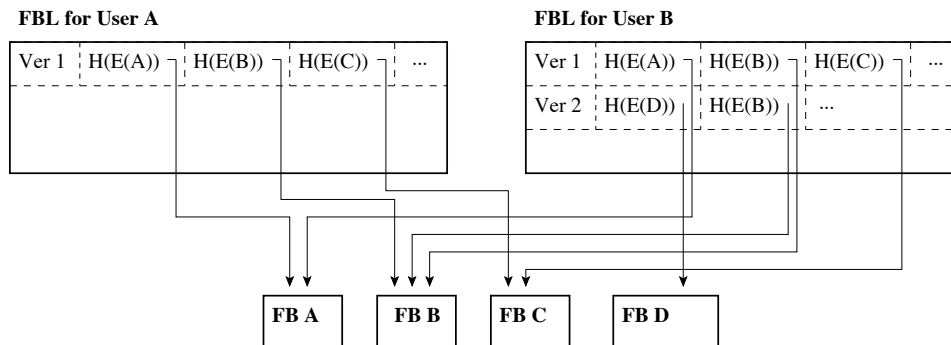 FBL for User A
FBL for User B
Ver 1 H(E(A)) H(E(B)) H(E(C)) ...
Ver 1 H(E(A)) H(E(B)) H(E(C)) ...
Ver 2 H(E(D)) H(E(B)) ...
FB A FB B FB C FB D